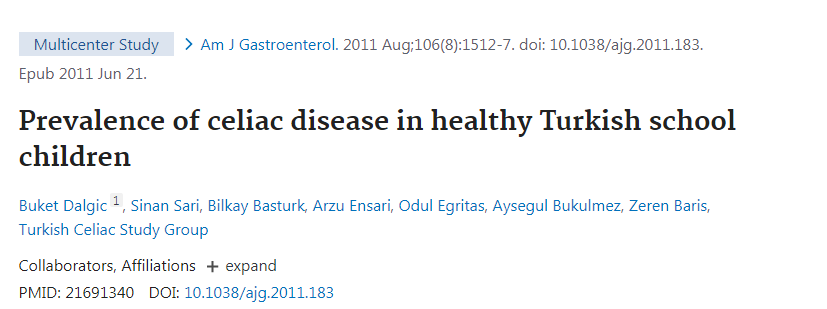 Multicenter Study > Am J Gastroenterol. 2011 Aug;106(8):1512-7. doi: 10.1038/ajg.2011.183.
Epub 2011 Jun 21.
Prevalence of celiac disease in healthy Turkish school
children
Buket Dalgic 1, Sinan Sari, Bilkay Basturk, Arzu Ensari, Odul Egritas, Aysegul Bukulmez, Zeren Baris,
Turkish Celiac Study Group
Collaborators, Affiliations + expand
PMID: 21691340 DOI: 10.1038/ajg.2011.183